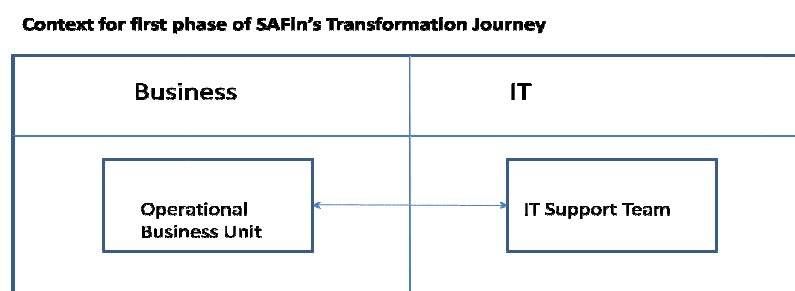 Context for first phase of SAFin's Transformation Journey
Business
IT
Operational
Business Unit
IT Support Team